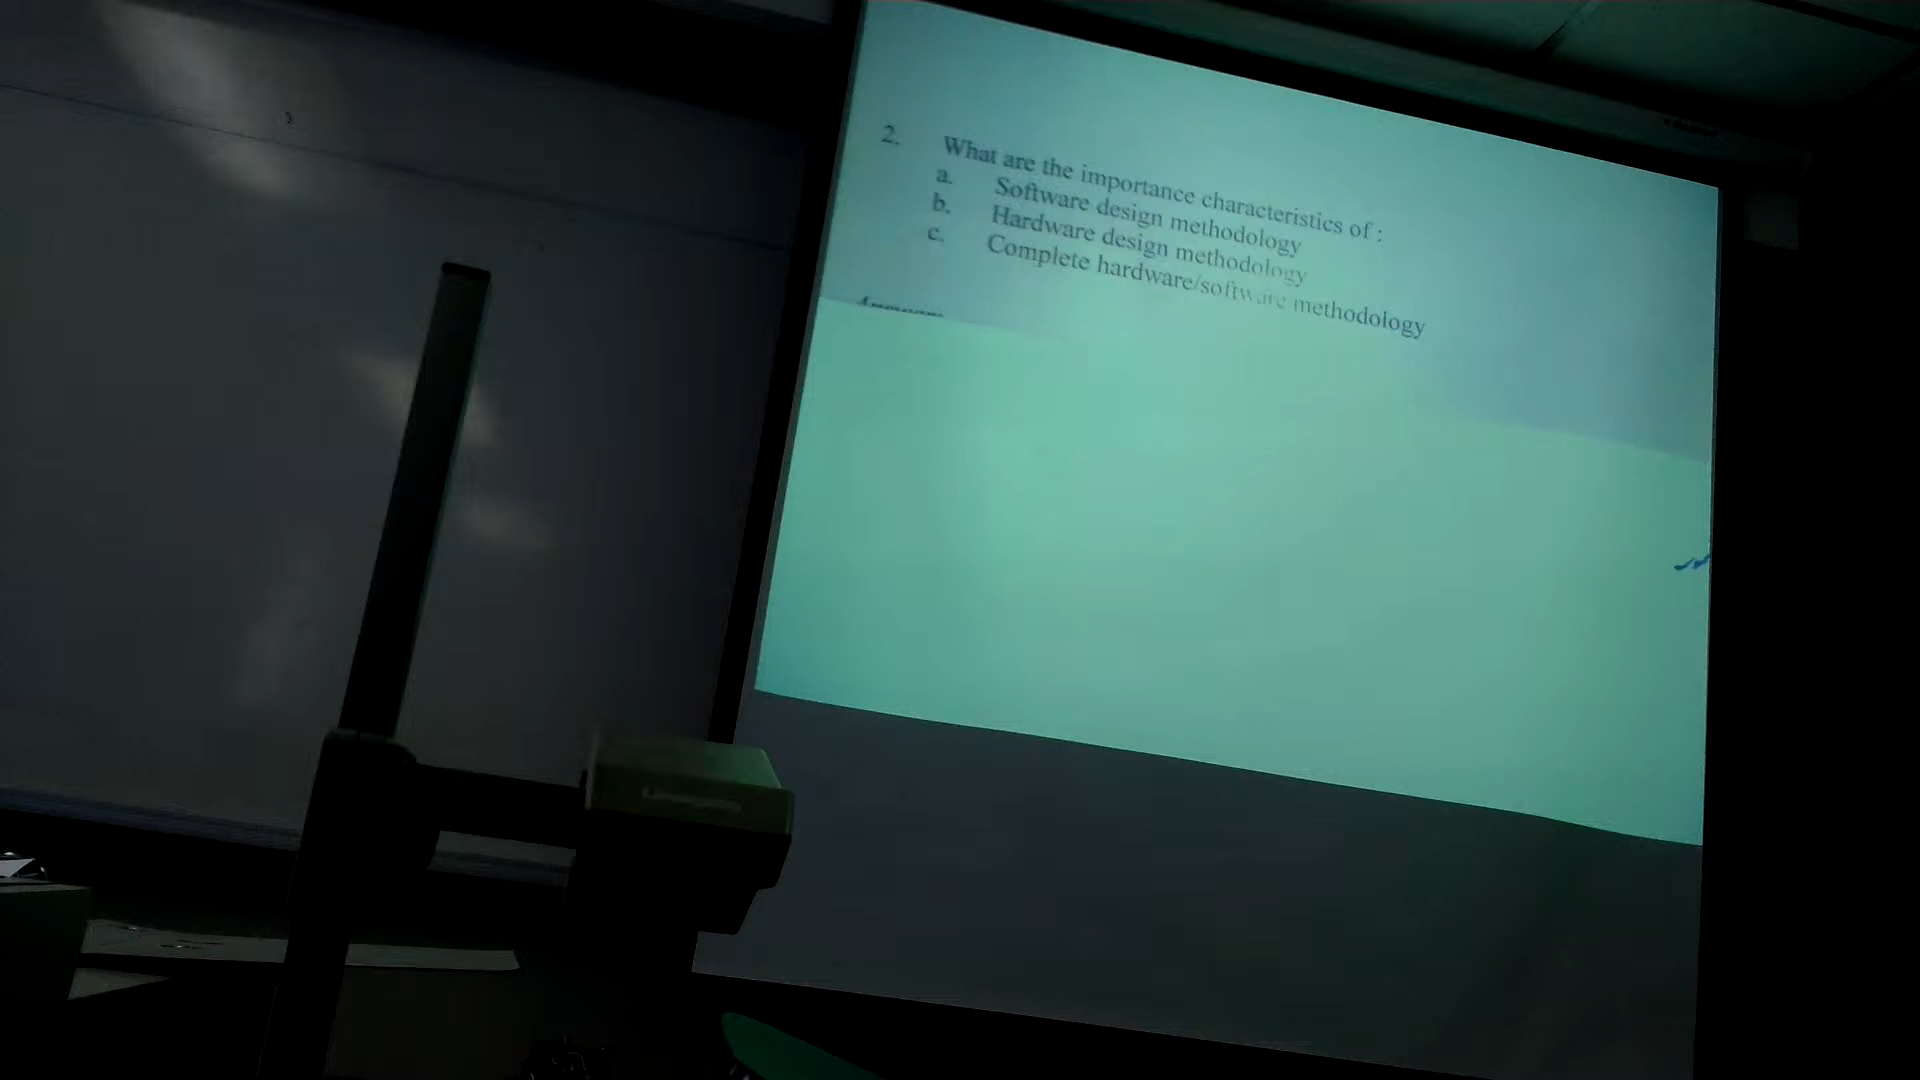 2. What are the importance characteristics of :
a. Software design methodology
b. Hardware design methodology
c. Complete hardware/software methodology